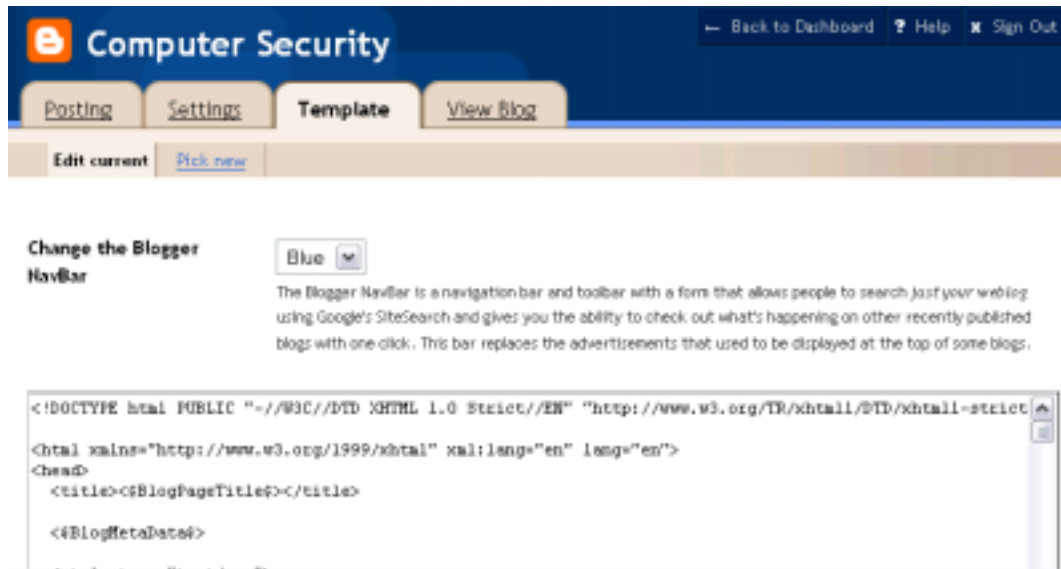 Computer Security
← Back to Dashboard ? Help x Sign Out
Posting Settings Template View Blog
Edit current Pick new
Change the Blogger
NavBar
Blue
The Blogger NavBar is a navigation bar and toolbar with a form that allows people to search just your weblog
using Google's SiteSearch and gives you the ability to check out what's happening on other recently published
blogs with one click. This bar replaces the advertisements that used to be displayed at the top of some blogs.
<!DOCTYPE html PUBLIC "-//W3C//DTD XHTML 1.0 Strict//EN" "http://www.w3.org/TR/xhtml1/DTD/xhtml1-strict
<html xmlns="http://www.w3.org/1999/xhtml" xml:lang="en" lang="en">
<head>
<title><$BlogPageTitle$></title>
<$BlogMetaData$>